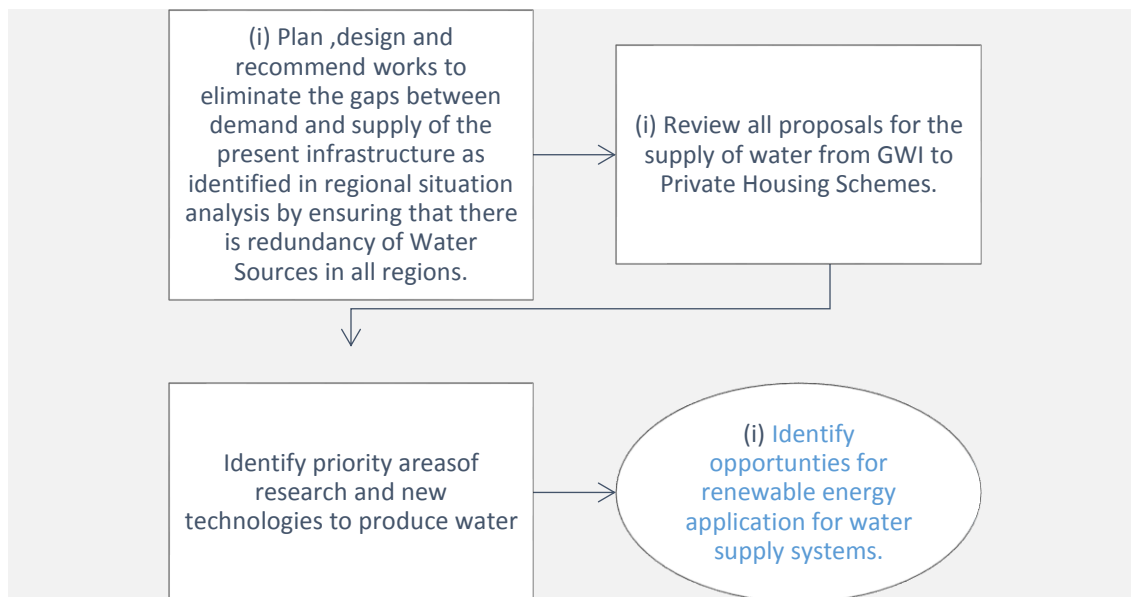 (i) Plan ,design and
recommend works to
eliminate the gaps between
demand and supply of the
present infrastructure as
identified in regional situation
analysis by ensuring that there
is redundancy of Water
Sources in all regions.
(i) Review all proposals for the
supply of water from GWI to
Private Housing Schemes.
Identify priority areasof
research and new
technologies to produce water
(i) Identify
opportunties for
renewable energy
application for water
supply systems.